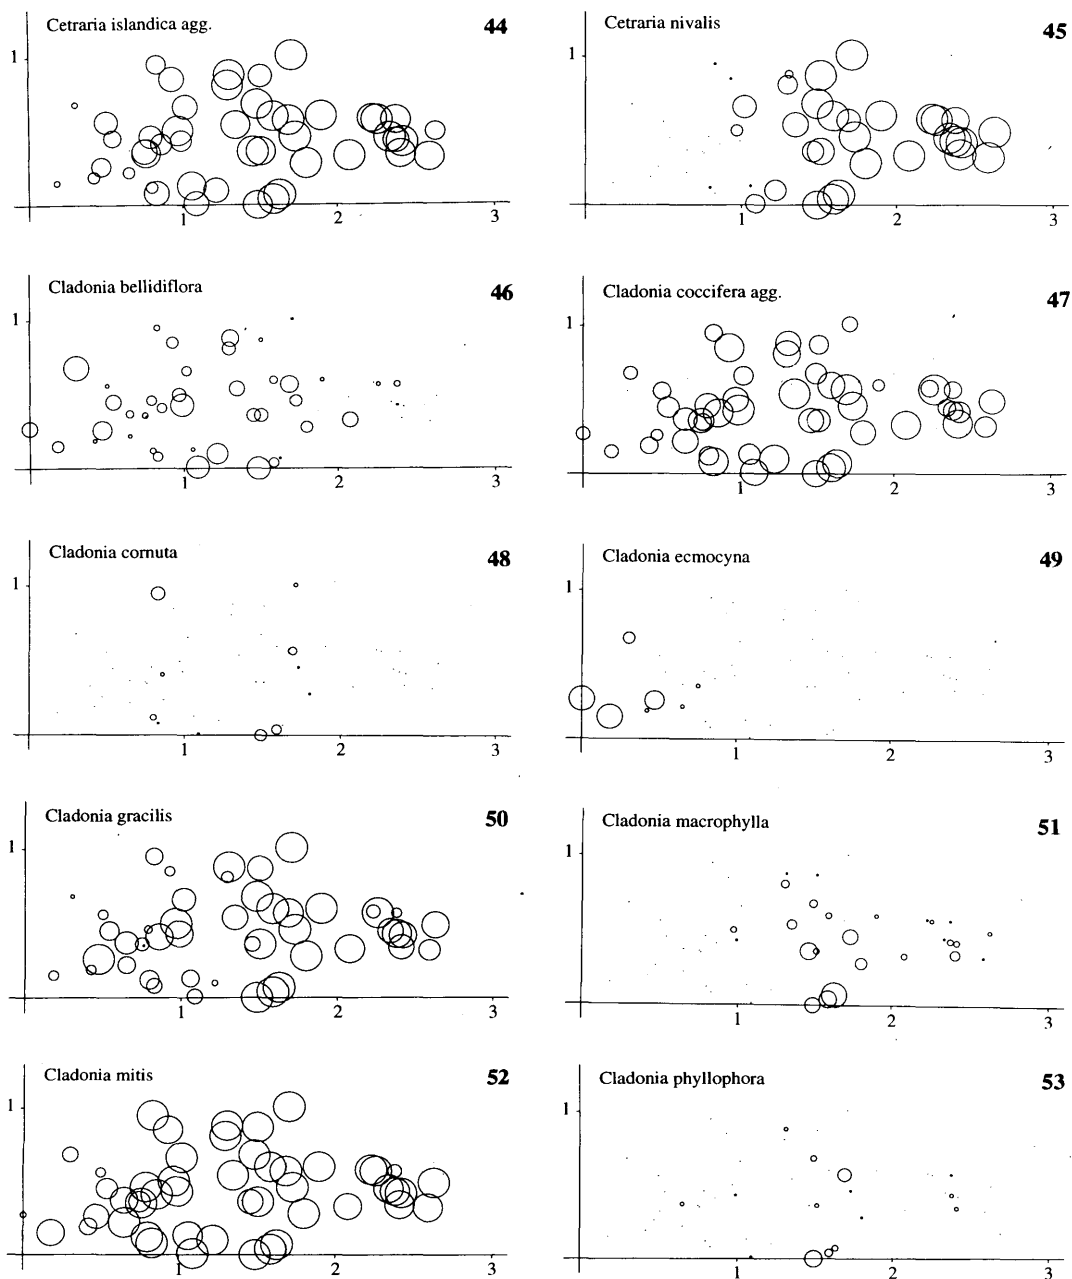 Cetraria islandica agg. 44
1
1 2 3
Cetraria nivalis 45
1
1 2 3
Cladonia bellidiflora 46
1
1 2 3
Cladonia coccifera agg. 47
1
1 2 3
Cladonia cornuta 48
1
1 2 3
Cladonia ecmocyna 49
1
1 2 3
Cladonia gracilis 50
1
1 2 3
Cladonia macrophylla 51
1
1 2 3
Cladonia mitis 52
1
1 2 3
Cladonia phyllophora 53
1
1 2 3